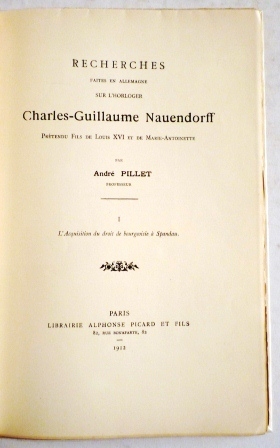 RECHERCHES
FAITES EN ALLEMAGNE
SUR L'HORLOGER
Charles-Guillaume Nauendorff
PRÉTENDU FILS DE LOUIS XVI ET DE MARIE-ANTOINETTE
PAR
André PILLET
PROFESSEUR
I
L'Acquisition du droit de bourgeoisie à Spandau.
PARIS
LIBRAIRIE ALPHONSE PICARD ET FILS
82, RUE BONAPARTE, 82
1912